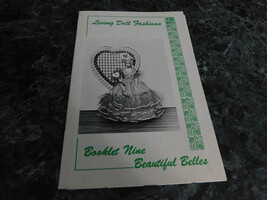 Living Doll Fashions
Booklet Nine
Beautiful Belles